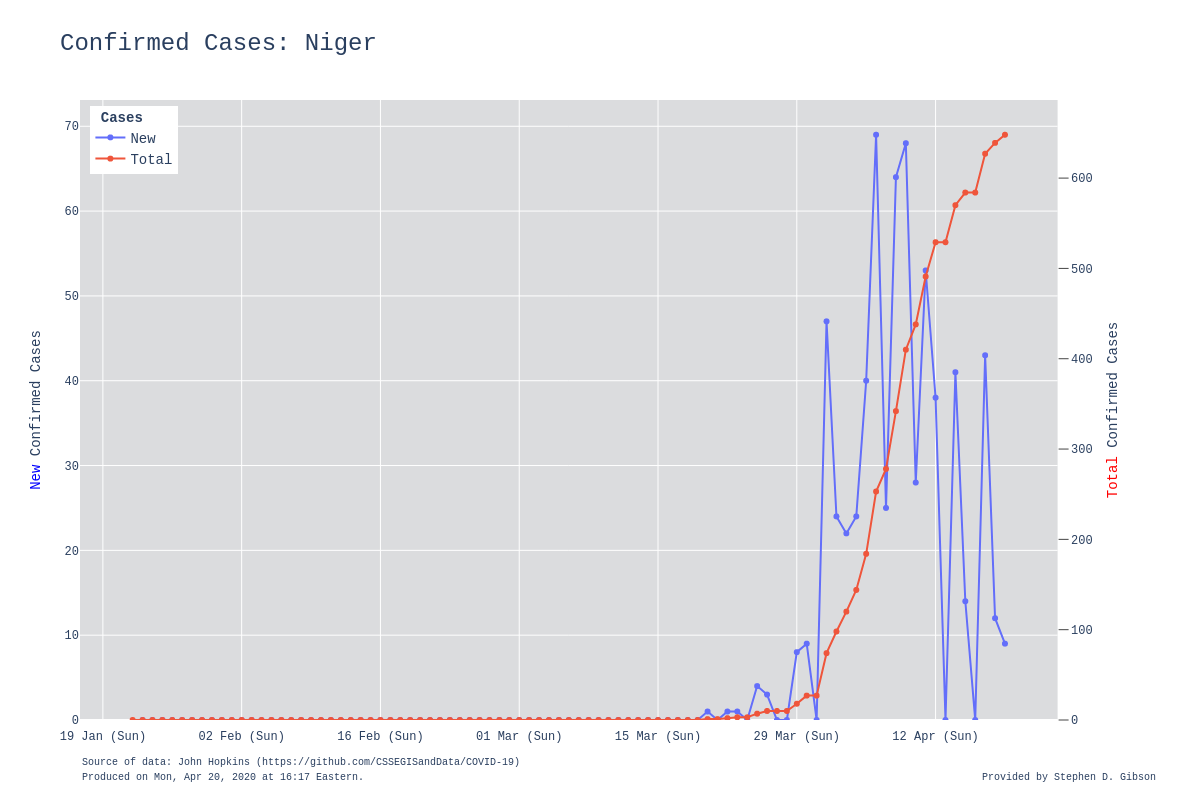 Confirmed Cases: Niger
Cases
New
Total
70
60
50
40
30
20
10
0
New Confirmed Cases
600
500
400
300
200
100
0
Total Confirmed Cases
19 Jan (Sun)
02 Feb (Sun)
16 Feb (Sun)
01 Mar (Sun)
15 Mar (Sun)
29 Mar (Sun)
12 Apr (Sun)
Source of data: John Hopkins (https://github.com/CSSEGISandData/COVID-19)
Produced on Mon, Apr 20, 2020 at 16:17 Eastern.
Provided by Stephen D. Gibson